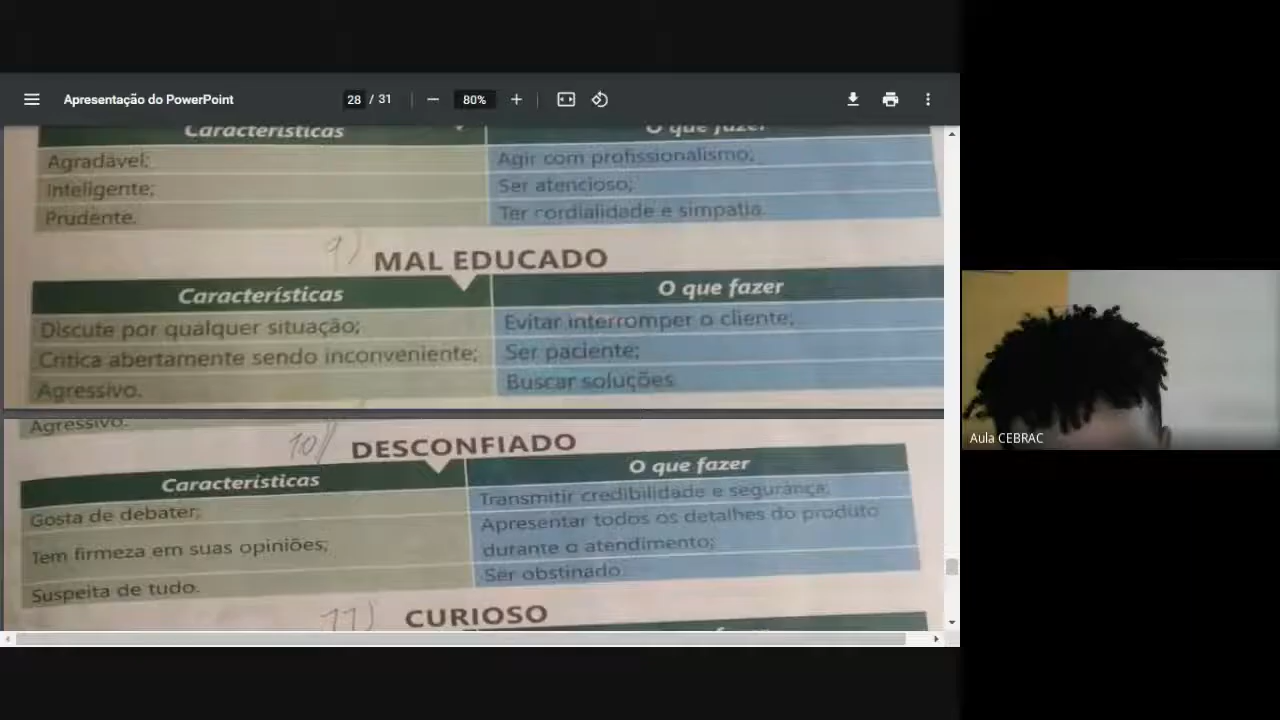 Apresentação do PowerPoint
28 / 31
80%
Características
O que fazer
Agradável;
Agir com profissionalismo;
Inteligente;
Ser atencioso;
Prudente.
Ter cordialidade e simpatia.
9)
MAL EDUCADO
Características
O que fazer
Discute por qualquer situação;
Evitar interromper o cliente;
Critica abertamente sendo inconveniente;
Ser paciente;
Agressivo.
Buscar soluções.
Agressivo.
10)
DESCONFIADO
Características
O que fazer
Gosta de debater;
Transmitir credibilidade e segurança;
Tem firmeza em suas opiniões;
Apresentar todos os detalhes do produto
durante o atendimento;
Suspeita de tudo.
Ser obstinado.
11)
CURIOSO
Aula CEBRAC